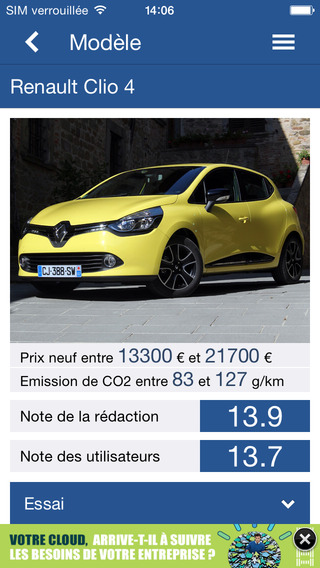 SIM verrouillée 14:06
Modèle
Renault Clio 4
CJ-388-SW
Prix neuf entre 13300 € et 21700 €
Emission de CO2 entre 83 et 127 g/km
Note de la rédaction 13.9
Note des utilisateurs 13.7
Essai
VOTRE CLOUD, ARRIVE-T-IL À SUIVRE
LES BESOINS DE VOTRE ENTREPRISE ?